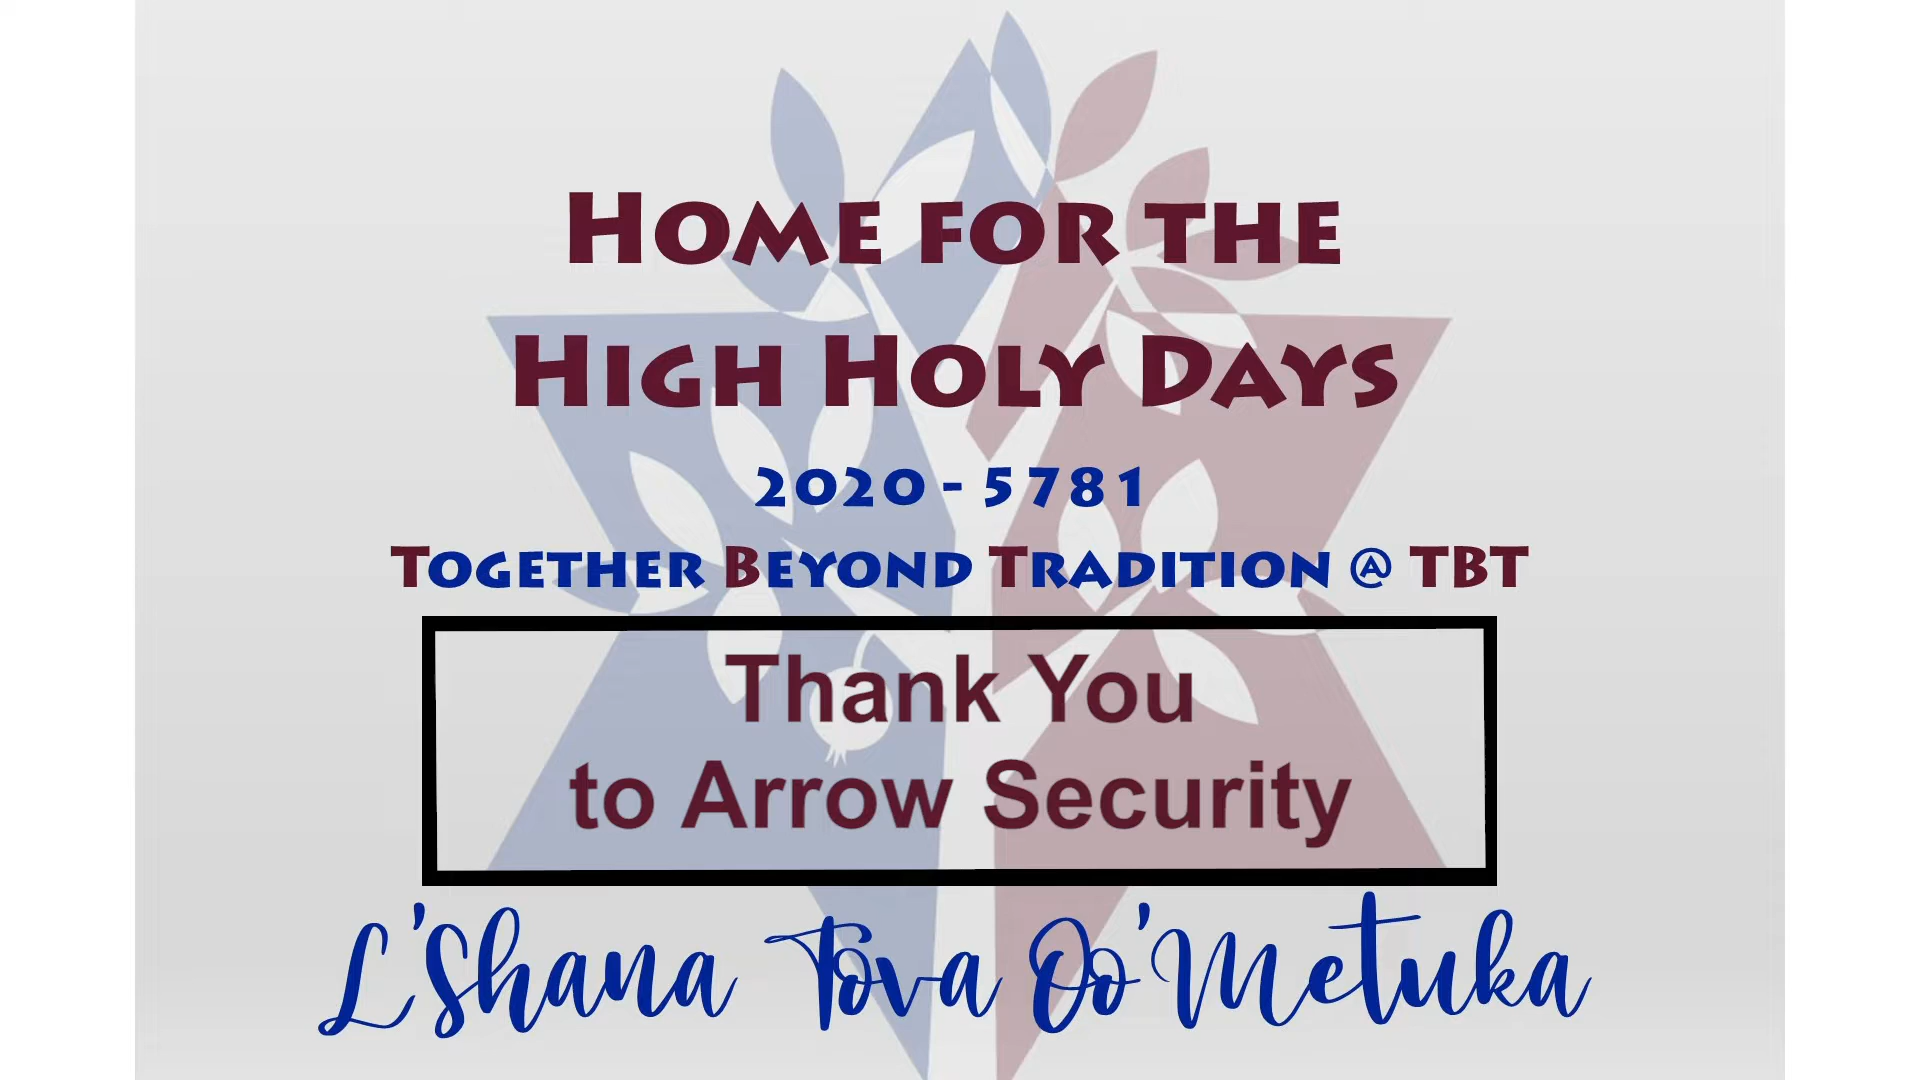 Home for the
High Holy Days
2020 - 5781
Together Beyond Tradition @ TBT
Thank You
to Arrow Security
L'Shana Tova Oo'Metuka